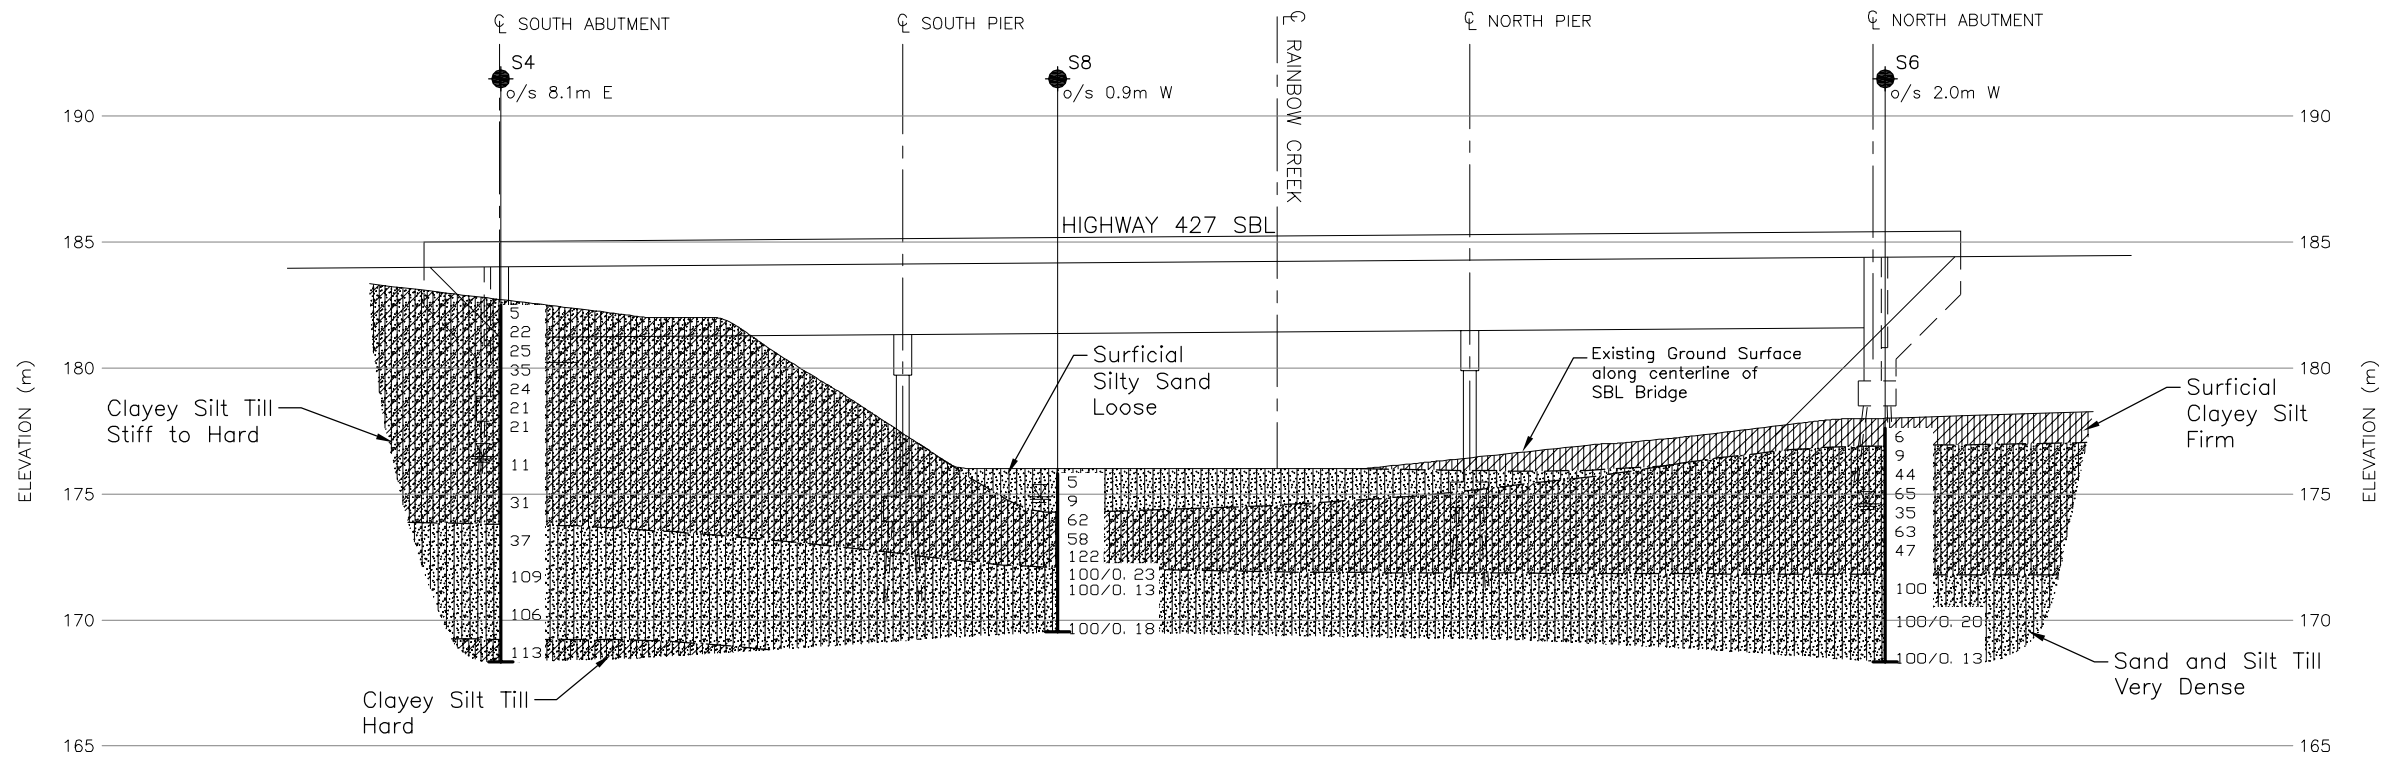 ℄ SOUTH ABUTMENT
℄ SOUTH PIER
℄ RAINBOW CREEK
℄ NORTH PIER
℄ NORTH ABUTMENT
S4
o/s 8.1m E
S8
o/s 0.9m W
S6
o/s 2.0m W
190
190
HIGHWAY 427 SBL
185
185
180
180
175
175
170
170
165
165
ELEVATION (m)
ELEVATION (m)
Clayey Silt Till
Stiff to Hard
5
22
25
35
24
21
21
11
31
37
109
106
113
Clayey Silt Till
Hard
Surficial
Silty Sand
Loose
5
9
62
58
122
100/0.23
100/0.13
100/0.18
Existing Ground Surface
along centerline of
SBL Bridge
6
9
44
65
35
63
47
100
100/0.20
100/0.13
Surficial
Clayey Silt
Firm
Sand and Silt Till
Very Dense